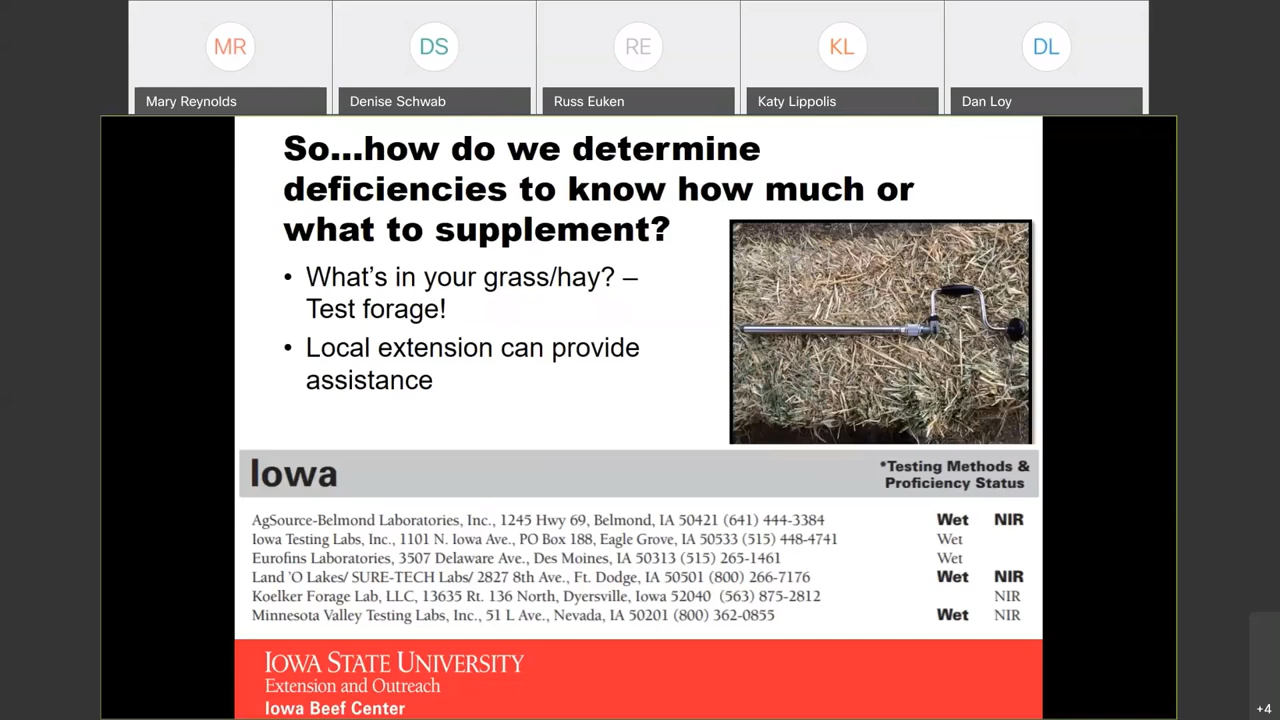 MR
DS
RE
KL
DL
Mary Reynolds
Denise Schwab
Russ Euken
Katy Lippolis
Dan Loy
So...how do we determine
deficiencies to know how much or
what to supplement?
• What's in your grass/hay? –
Test forage!
• Local extension can provide
assistance
Iowa
*Testing Methods &
Proficiency Status
AgSource-Belmond Laboratories, Inc., 1245 Hwy 69, Belmond, IA 50421 (641) 444-3384 Wet NIR
Iowa Testing Labs, Inc., 1101 N. Iowa Ave., PO Box 188, Eagle Grove, IA 50533 (515) 448-4741 Wet
Eurofins Laboratories, 3507 Delaware Ave., Des Moines, IA 50313 (515) 265-1461 Wet
Land 'O Lakes/ SURE-TECH Labs/ 2827 8th Ave., Ft. Dodge, IA 50501 (800) 266-7176 Wet NIR
Koelker Forage Lab, LLC, 13635 Rt. 136 North, Dyersville, Iowa 52040 (563) 875-2812 NIR
Minnesota Valley Testing Labs, Inc., 51 L Ave., Nevada, IA 50201 (800) 362-0855 Wet NIR
IOWA STATE UNIVERSITY
Extension and Outreach
Iowa Beef Center
+4